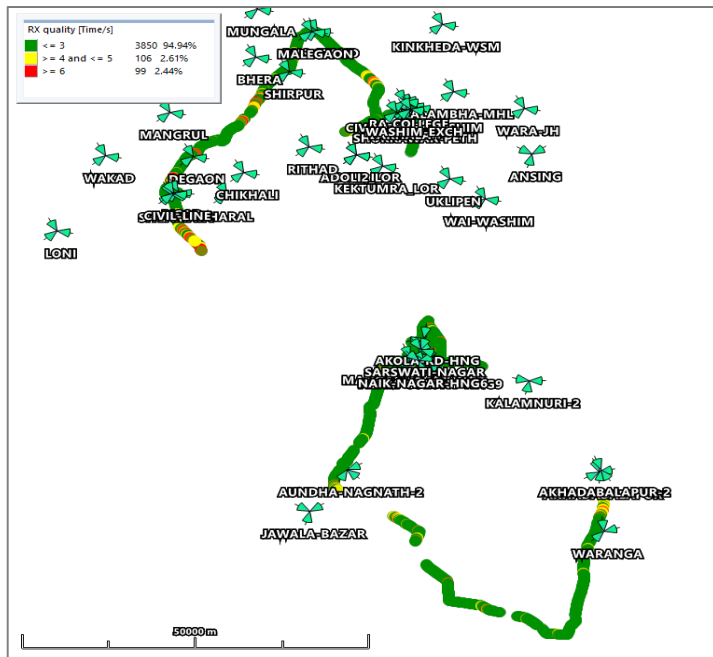 RX quality [Time/s]
<= 3 3850 94.94%
>= 4 and <= 5 106 2.61%
>= 6 99 2.44%
MUNGALA
KINKHEDA-WSM
MALEGAON
BHERA
SHIRPUR
ALAMBHA-MHL
WARA-JH
MANGRUL
WASHIM-EXCH
RITHAD
WAKAD
DEGAON
ANSING
CHIKHALI
UKLIPEN
CIVIL-LINE
WAI-WASHIM
LONI
AKOLA-RD-HNG
SARSWATI-NAGAR
NAIK-NAGAR-HNG639
KALAMNURI-2
AUNDHA-NAGNATH-2
AKHADABALAPUR-2
JAWALA-BAZAR
WARANGA
50000 m